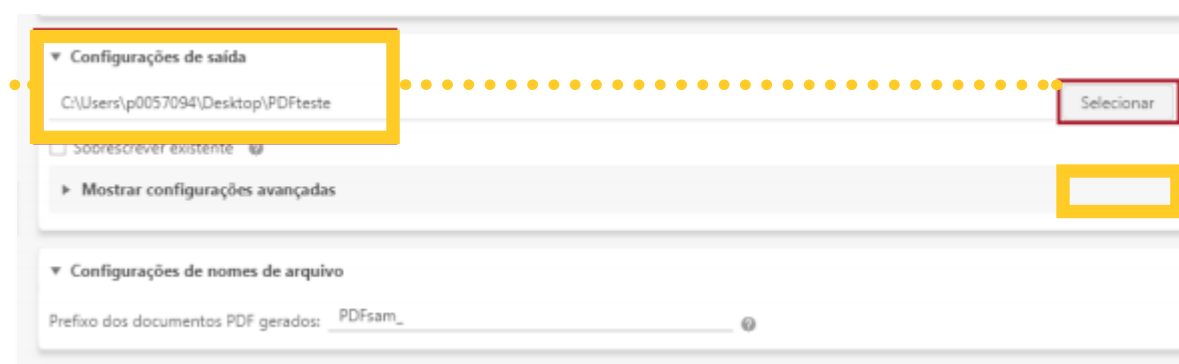 Configurações de saída
C:\Users\p0057094\Desktop\PDFteste
Selecionar
Sobrescrever existente
Mostrar configurações avançadas
Configurações de nomes de arquivo
Prefixo dos documentos PDF gerados: PDFsam_